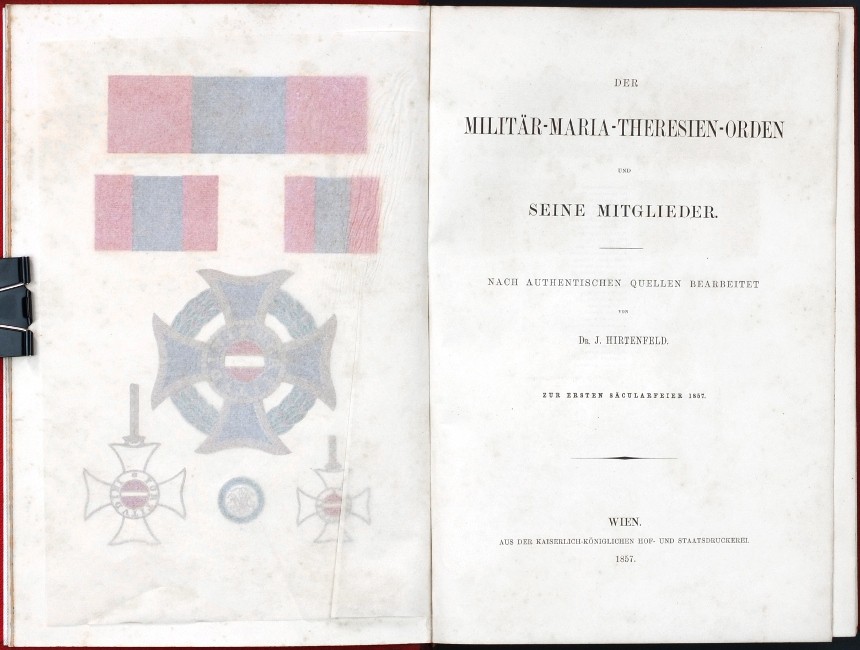 DER
MILITÄR-MARIA-THERESIEN-ORDEN
UND
SEINE MITGLIEDER.
NACH AUTHENTISCHEN QUELLEN BEARBEITET
VON
DR. J. HIRTENFELD.
ZUR ERSTEN SÄCULARFEIER 1857.
WIEN.
AUS DER KAISERLICH-KÖNIGLICHEN HOF- UND STAATSDRUCKEREI.
1857.